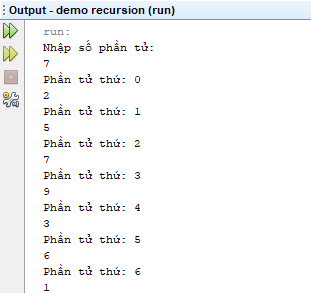 Output - demo recursion (run)
run:
Nhập số phần tử:
7
Phần tử thứ: 0
2
Phần tử thứ: 1
5
Phần tử thứ: 2
7
Phần tử thứ: 3
9
Phần tử thứ: 4
3
Phần tử thứ: 5
6
Phần tử thứ: 6
1